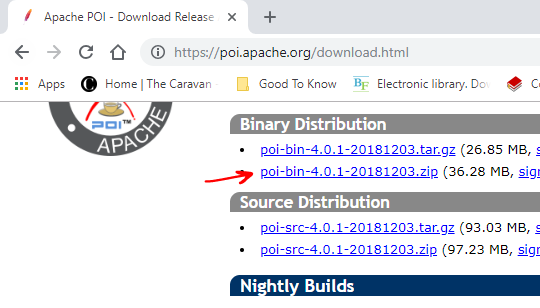 Apache POI - Download Release
https://poi.apache.org/download.html
Apps Home | The Caravan - Good To Know BF Electronic library. Do C
POI™
APACHE
Binary Distribution
poi-bin-4.0.1-20181203.tar.gz (26.85 MB, s
poi-bin-4.0.1-20181203.zip (36.28 MB, sign
Source Distribution
poi-src-4.0.1-20181203.tar.gz (93.03 MB, s
poi-src-4.0.1-20181203.zip (97.23 MB, sign
Nightly Builds